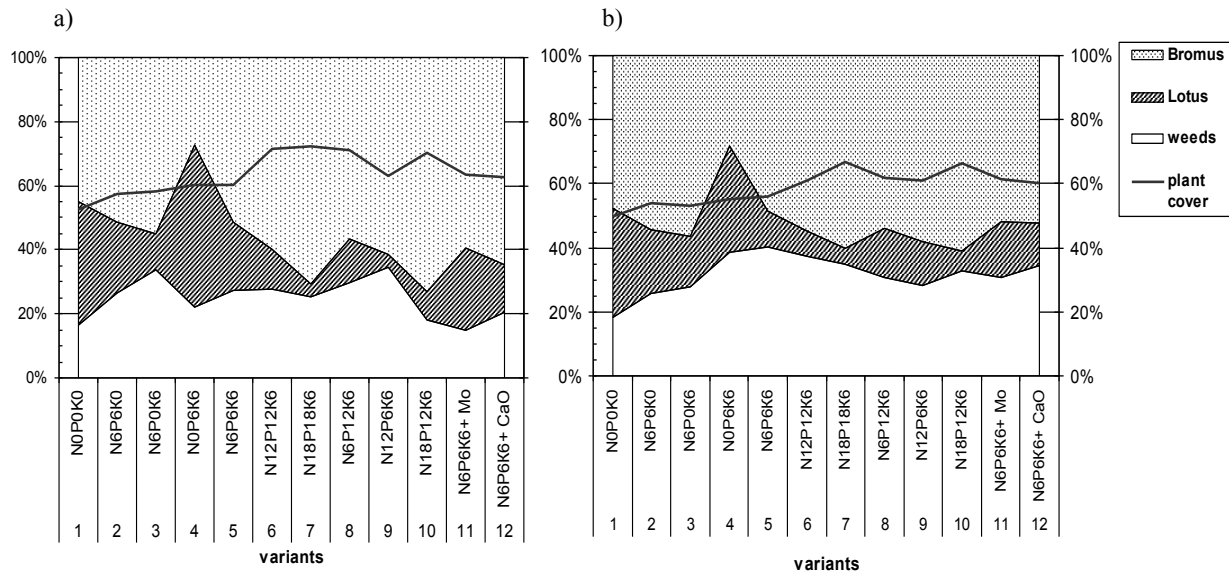 a)
b)
100%
80%
60%
40%
20%
0%
N0P0K0
N6P6K0
N6P0K6
N0P6K6
N6P6K6
N12P12K6
N18P18K6
N6P12K6
N12P6K6
N18P12K6
N6P6K6+ Mo
N6P6K6+ CaO
1 2 3 4 5 6 7 8 9 10 11 12
variants
100%
80%
60%
40%
20%
0%
N0P0K0
N6P6K0
N6P0K6
N0P6K6
N6P6K6
N12P12K6
N18P18K6
N6P12K6
N12P6K6
N18P12K6
N6P6K6+ Mo
N6P6K6+ CaO
1 2 3 4 5 6 7 8 9 10 11 12
variants
100%
80%
60%
40%
20%
0%
Bromus
Lotus
weeds
plant
cover